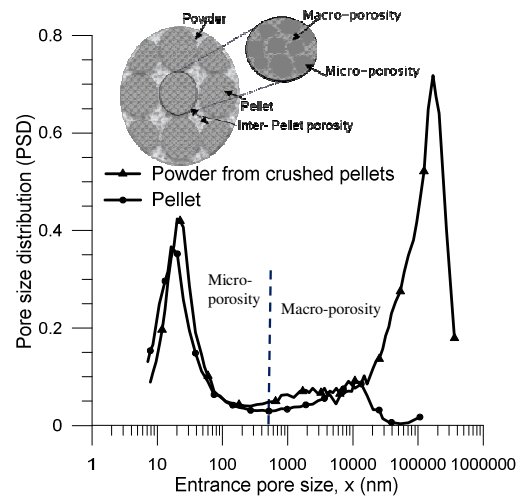 Powder
Macro-porosity
Micro-porosity
Pellet
Inter- Pellet porosity
Powder from crushed pellets
Pellet
Micro-
porosity
Macro-porosity
Pore size distribution (PSD)
0.8
0.6
0.4
0.2
0
1
10
100
1000
10000
100000
1000000
Entrance pore size, x (nm)